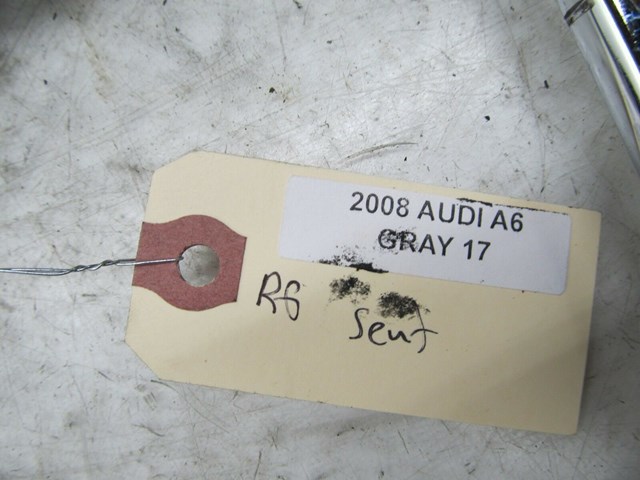 2008 AUDI A6
GRAY 17
RF
Seat